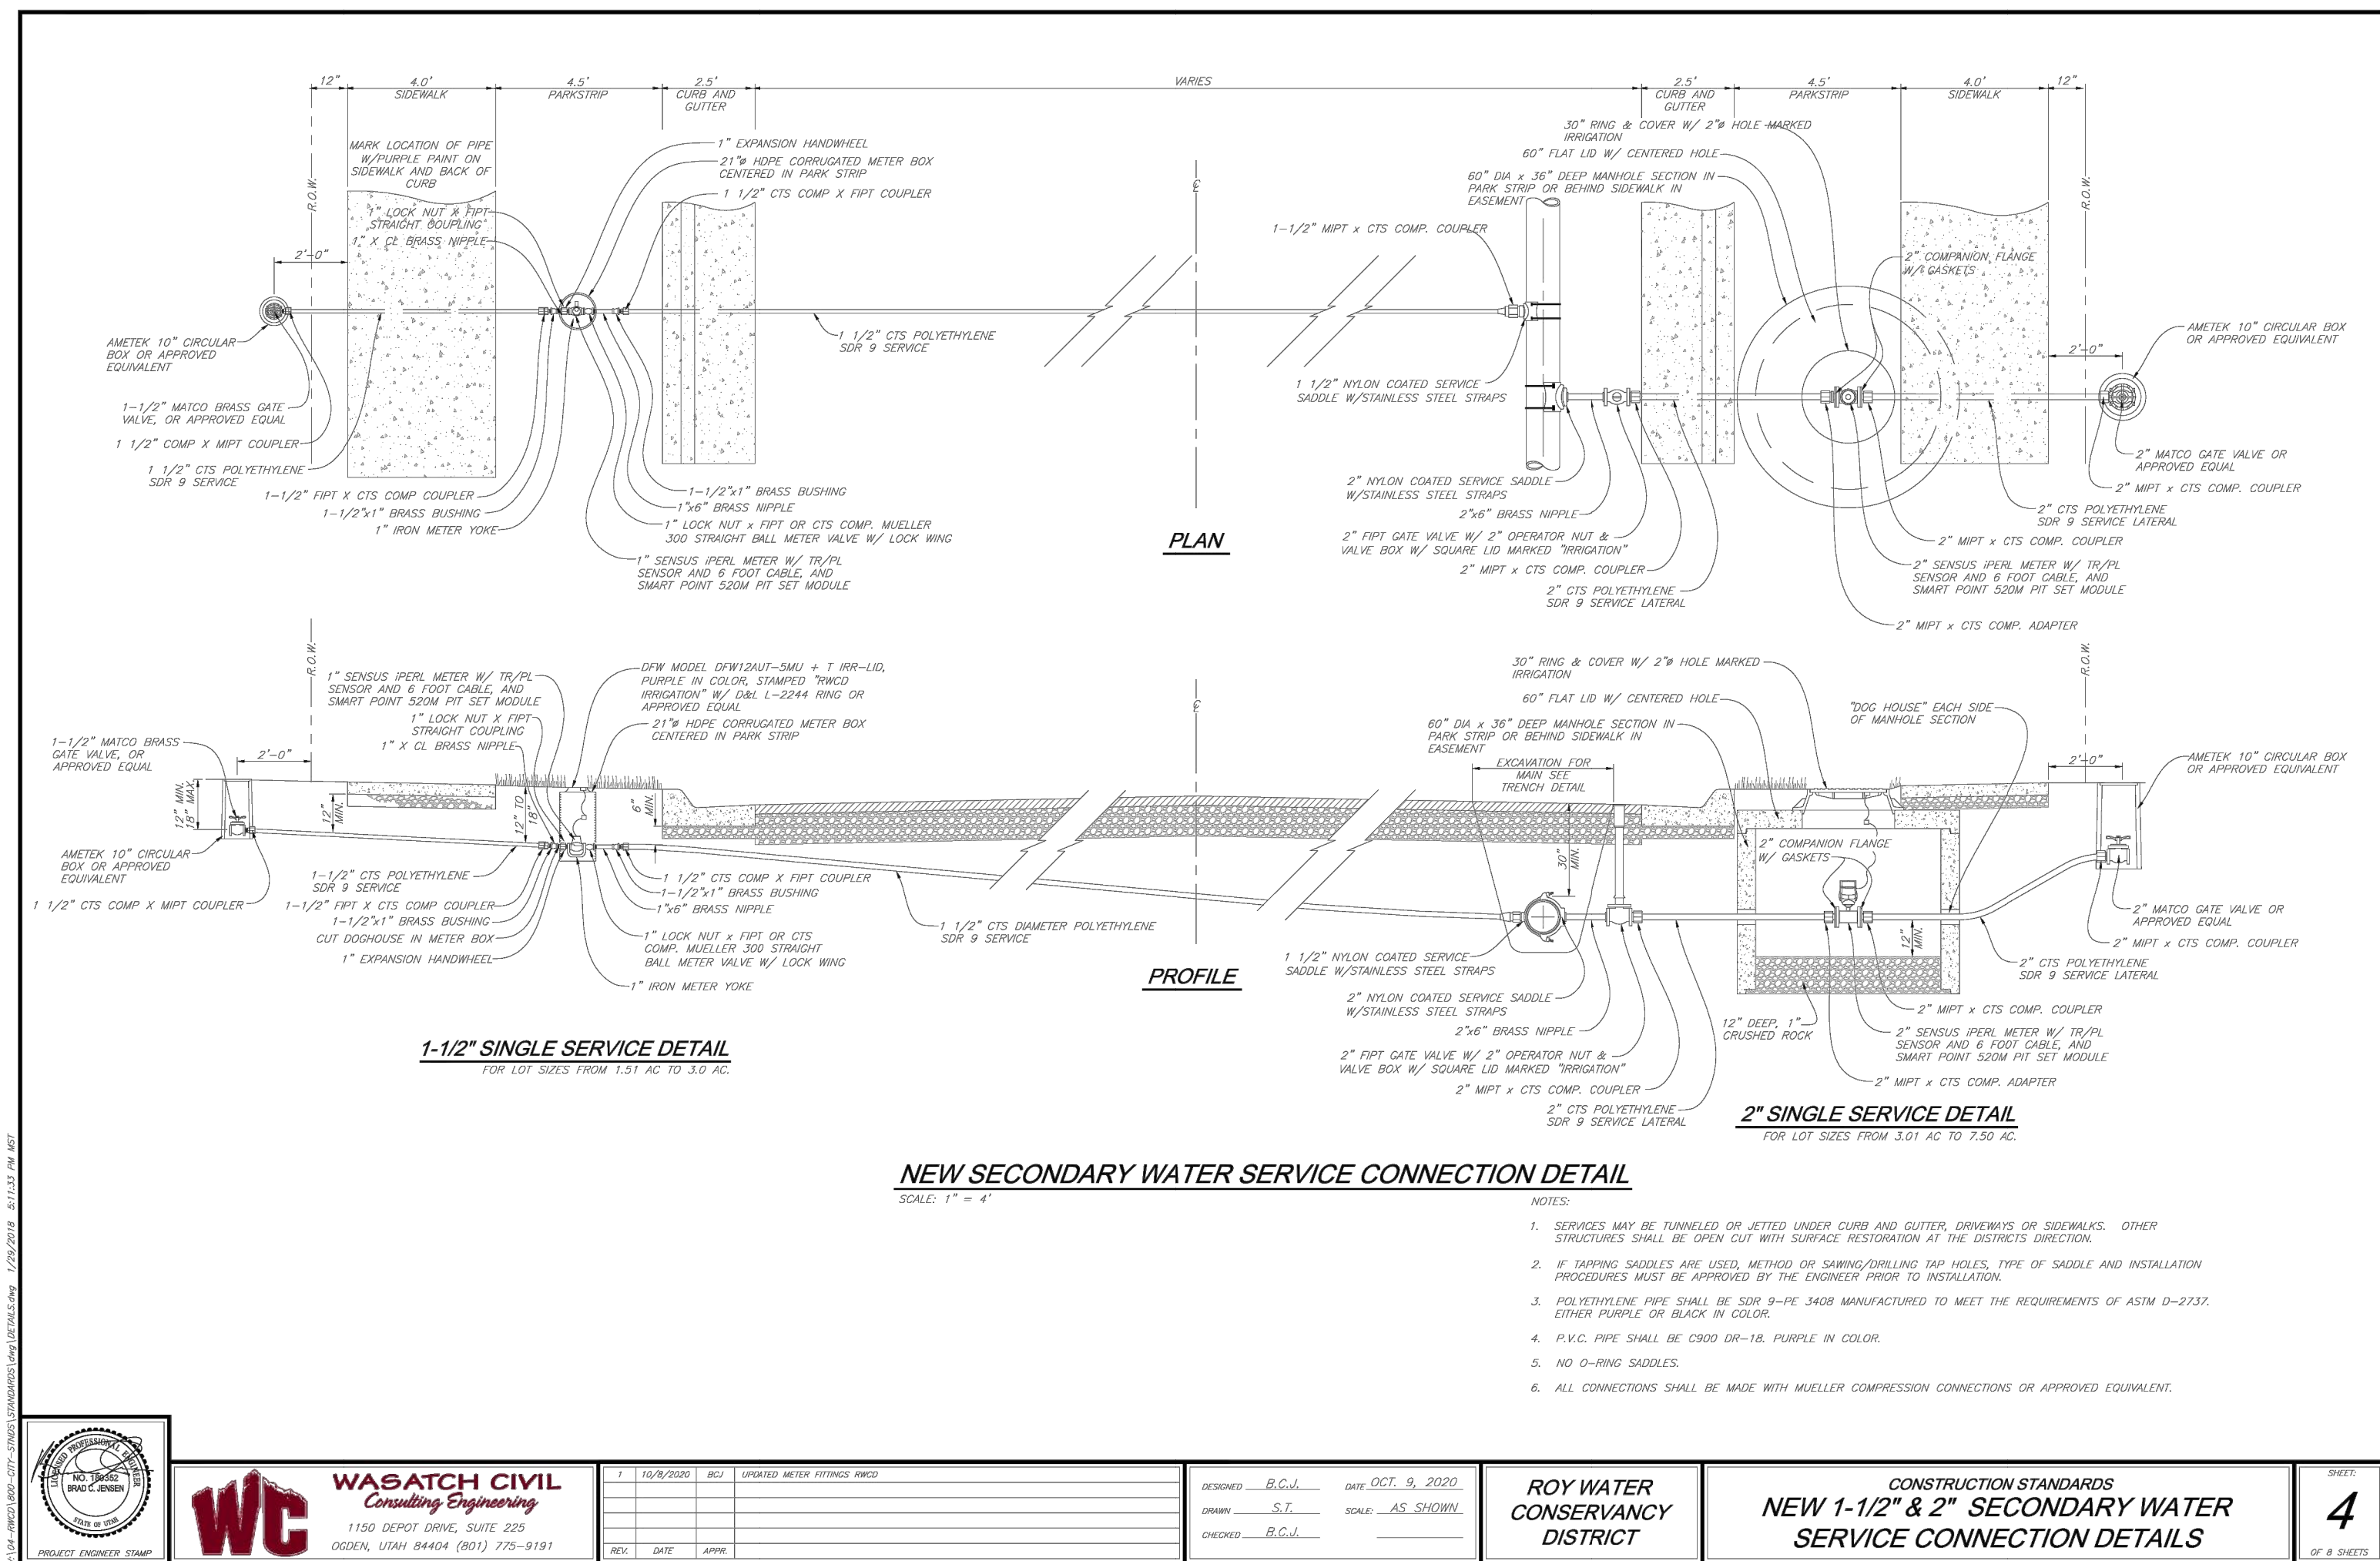 12" 4.0' 4.5' 2.5' VARIES 2.5' 4.5' 4.0' 12"
SIDEWALK PARKSTRIP CURB AND GUTTER CURB AND GUTTER PARKSTRIP SIDEWALK
MARK LOCATION OF PIPE
W/PURPLE PAINT ON
SIDEWALK AND BACK OF
CURB
R.O.W.
1" LOCK NUT X FIPT
STRAIGHT COUPLING
1" X CL BRASS NIPPLE
2'-0"
AMETEK 10" CIRCULAR
BOX OR APPROVED
EQUIVALENT
1-1/2" MATCO BRASS GATE
VALVE, OR APPROVED EQUAL
1 1/2" COMP X MIPT COUPLER
1 1/2" CTS POLYETHYLENE
SDR 9 SERVICE
1-1/2" FIPT X CTS COMP COUPLER
1-1/2"x1" BRASS BUSHING
1" IRON METER YOKE
1" EXPANSION HANDWHEEL
21"ø HDPE CORRUGATED METER BOX
CENTERED IN PARK STRIP
1 1/2" CTS COMP X FIPT COUPLER
1 1/2" CTS POLYETHYLENE
SDR 9 SERVICE
1-1/2"x1" BRASS BUSHING
1"x6" BRASS NIPPLE
1" LOCK NUT x FIPT OR CTS COMP. MUELLER
300 STRAIGHT BALL METER VALVE W/ LOCK WING
1" SENSUS iPERL METER W/ TR/PL
SENSOR AND 6 FOOT CABLE, AND
SMART POINT 520M PIT SET MODULE
℄
PLAN
30" RING & COVER W/ 2"ø HOLE MARKED
IRRIGATION
60" FLAT LID W/ CENTERED HOLE
60" DIA x 36" DEEP MANHOLE SECTION IN
PARK STRIP OR BEHIND SIDEWALK IN
EASEMENT
1-1/2" MIPT x CTS COMP. COUPLER
1 1/2" NYLON COATED SERVICE
SADDLE W/STAINLESS STEEL STRAPS
2" NYLON COATED SERVICE SADDLE
W/STAINLESS STEEL STRAPS
2"x6" BRASS NIPPLE
2" FIPT GATE VALVE W/ 2" OPERATOR NUT &
VALVE BOX W/ SQUARE LID MARKED "IRRIGATION"
2" MIPT x CTS COMP. COUPLER
2" CTS POLYETHYLENE
SDR 9 SERVICE LATERAL
2" COMPANION FLANGE
W/ GASKETS
R.O.W.
2'-0"
AMETEK 10" CIRCULAR BOX
OR APPROVED EQUIVALENT
2" MATCO GATE VALVE OR
APPROVED EQUAL
2" MIPT x CTS COMP. COUPLER
2" CTS POLYETHYLENE
SDR 9 SERVICE LATERAL
2" MIPT x CTS COMP. COUPLER
2" SENSUS iPERL METER W/ TR/PL
SENSOR AND 6 FOOT CABLE, AND
SMART POINT 520M PIT SET MODULE
2" MIPT x CTS COMP. ADAPTER
R.O.W.
1" SENSUS iPERL METER W/ TR/PL
SENSOR AND 6 FOOT CABLE, AND
SMART POINT 520M PIT SET MODULE
1" LOCK NUT X FIPT
STRAIGHT COUPLING
1" X CL BRASS NIPPLE
1-1/2" MATCO BRASS
GATE VALVE, OR
APPROVED EQUAL
2'-0"
12" MIN.
18" MAX.
12"
MIN.
12" TO
18"
6"
MIN.
AMETEK 10" CIRCULAR
BOX OR APPROVED
EQUIVALENT
1 1/2" CTS COMP X MIPT COUPLER
1-1/2" CTS POLYETHYLENE
SDR 9 SERVICE
1-1/2" FIPT X CTS COMP COUPLER
1-1/2"x1" BRASS BUSHING
CUT DOGHOUSE IN METER BOX
1" EXPANSION HANDWHEEL
DFW MODEL DFW12AUT-5MU + T IRR-LID,
PURPLE IN COLOR, STAMPED "RWCD
IRRIGATION" W/ D&L L-2244 RING OR
APPROVED EQUAL
21"ø HDPE CORRUGATED METER BOX
CENTERED IN PARK STRIP
1 1/2" CTS COMP X FIPT COUPLER
1-1/2"x1" BRASS BUSHING
1"x6" BRASS NIPPLE
1" LOCK NUT x FIPT OR CTS
COMP. MUELLER 300 STRAIGHT
BALL METER VALVE W/ LOCK WING
1" IRON METER YOKE
1 1/2" CTS DIAMETER POLYETHYLENE
SDR 9 SERVICE
℄
PROFILE
1-1/2" SINGLE SERVICE DETAIL
FOR LOT SIZES FROM 1.51 AC TO 3.0 AC.
30" RING & COVER W/ 2"ø HOLE MARKED
IRRIGATION
60" FLAT LID W/ CENTERED HOLE
60" DIA x 36" DEEP MANHOLE SECTION IN
PARK STRIP OR BEHIND SIDEWALK IN
EASEMENT
EXCAVATION FOR
MAIN SEE
TRENCH DETAIL
30"
MIN.
"DOG HOUSE" EACH SIDE
OF MANHOLE SECTION
R.O.W.
2'-0"
AMETEK 10" CIRCULAR BOX
OR APPROVED EQUIVALENT
2" COMPANION FLANGE
W/ GASKETS
12"
MIN.
1 1/2" NYLON COATED SERVICE
SADDLE W/STAINLESS STEEL STRAPS
2" NYLON COATED SERVICE SADDLE
W/STAINLESS STEEL STRAPS
2"x6" BRASS NIPPLE
2" FIPT GATE VALVE W/ 2" OPERATOR NUT &
VALVE BOX W/ SQUARE LID MARKED "IRRIGATION"
2" MIPT x CTS COMP. COUPLER
2" CTS POLYETHYLENE
SDR 9 SERVICE LATERAL
12" DEEP, 1"
CRUSHED ROCK
2" MATCO GATE VALVE OR
APPROVED EQUAL
2" MIPT x CTS COMP. COUPLER
2" CTS POLYETHYLENE
SDR 9 SERVICE LATERAL
2" MIPT x CTS COMP. COUPLER
2" SENSUS iPERL METER W/ TR/PL
SENSOR AND 6 FOOT CABLE, AND
SMART POINT 520M PIT SET MODULE
2" MIPT x CTS COMP. ADAPTER
2" SINGLE SERVICE DETAIL
FOR LOT SIZES FROM 3.01 AC TO 7.50 AC.
NEW SECONDARY WATER SERVICE CONNECTION DETAIL
SCALE: 1" = 4'
NOTES:
1. SERVICES MAY BE TUNNELED OR JETTED UNDER CURB AND GUTTER, DRIVEWAYS OR SIDEWALKS. OTHER
STRUCTURES SHALL BE OPEN CUT WITH SURFACE RESTORATION AT THE DISTRICTS DIRECTION.
2. IF TAPPING SADDLES ARE USED, METHOD OR SAWING/DRILLING TAP HOLES, TYPE OF SADDLE AND INSTALLATION
PROCEDURES MUST BE APPROVED BY THE ENGINEER PRIOR TO INSTALLATION.
3. POLYETHYLENE PIPE SHALL BE SDR 9-PE 3408 MANUFACTURED TO MEET THE REQUIREMENTS OF ASTM D-2737.
EITHER PURPLE OR BLACK IN COLOR.
4. P.V.C. PIPE SHALL BE C900 DR-18. PURPLE IN COLOR.
5. NO O-RING SADDLES.
6. ALL CONNECTIONS SHALL BE MADE WITH MUELLER COMPRESSION CONNECTIONS OR APPROVED EQUIVALENT.
\04-RWCD\800-CITY-STNDS\STANDARDS\dwg\DETAILS.dwg 1/29/2018 5:11:33 PM MST
LICENSED PROFESSIONAL ENGINEER
BRAD C. JENSEN
STATE OF UTAH
PROJECT ENGINEER STAMP
WC
WASATCH CIVIL
Consulting Engineering
1150 DEPOT DRIVE, SUITE 225
OGDEN, UTAH 84404 (801) 775-9191
1 10/8/2020 BCJ UPDATED METER FITTINGS RWCD
REV. DATE APPR.
DESIGNED B.C.J. DATE OCT. 9, 2020
DRAWN S.T. SCALE: AS SHOWN
CHECKED B.C.J.
ROY WATER
CONSERVANCY
DISTRICT
CONSTRUCTION STANDARDS
NEW 1-1/2" & 2" SECONDARY WATER
SERVICE CONNECTION DETAILS
SHEET:
4
OF 8 SHEETS